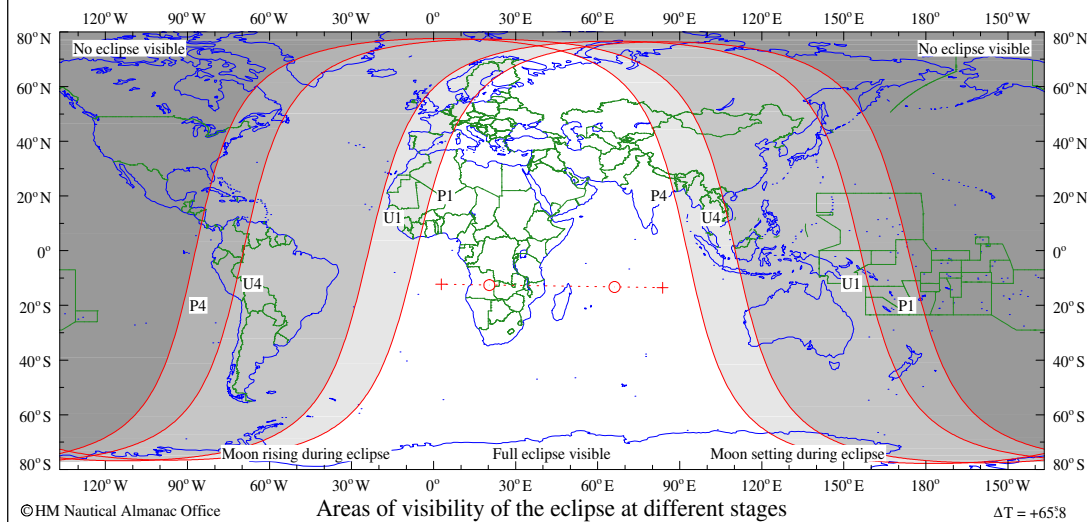 80° N 90° W 60° W 30° W 0° 30° E 60° E 90° E 120° E 150° E 180° 150° W 80° N
No eclipse visible No eclipse visible
60° N 60° N
40° N 40° N
20° N P1 P4 20° N
U1 U4
0° 0°
U4 U1
20° S P4 P1 20° S
40° S 40° S
60° S 60° S
Moon rising during eclipse Full eclipse visible Moon setting during eclipse
80° S 80° S
120° W 90° W 60° W 30° W 0° 30° E 60° E 90° E 120° E 150° E 180° 150° W
©HM Nautical Almanac Office Areas of visibility of the eclipse at different stages ΔT = +65ˢ.8